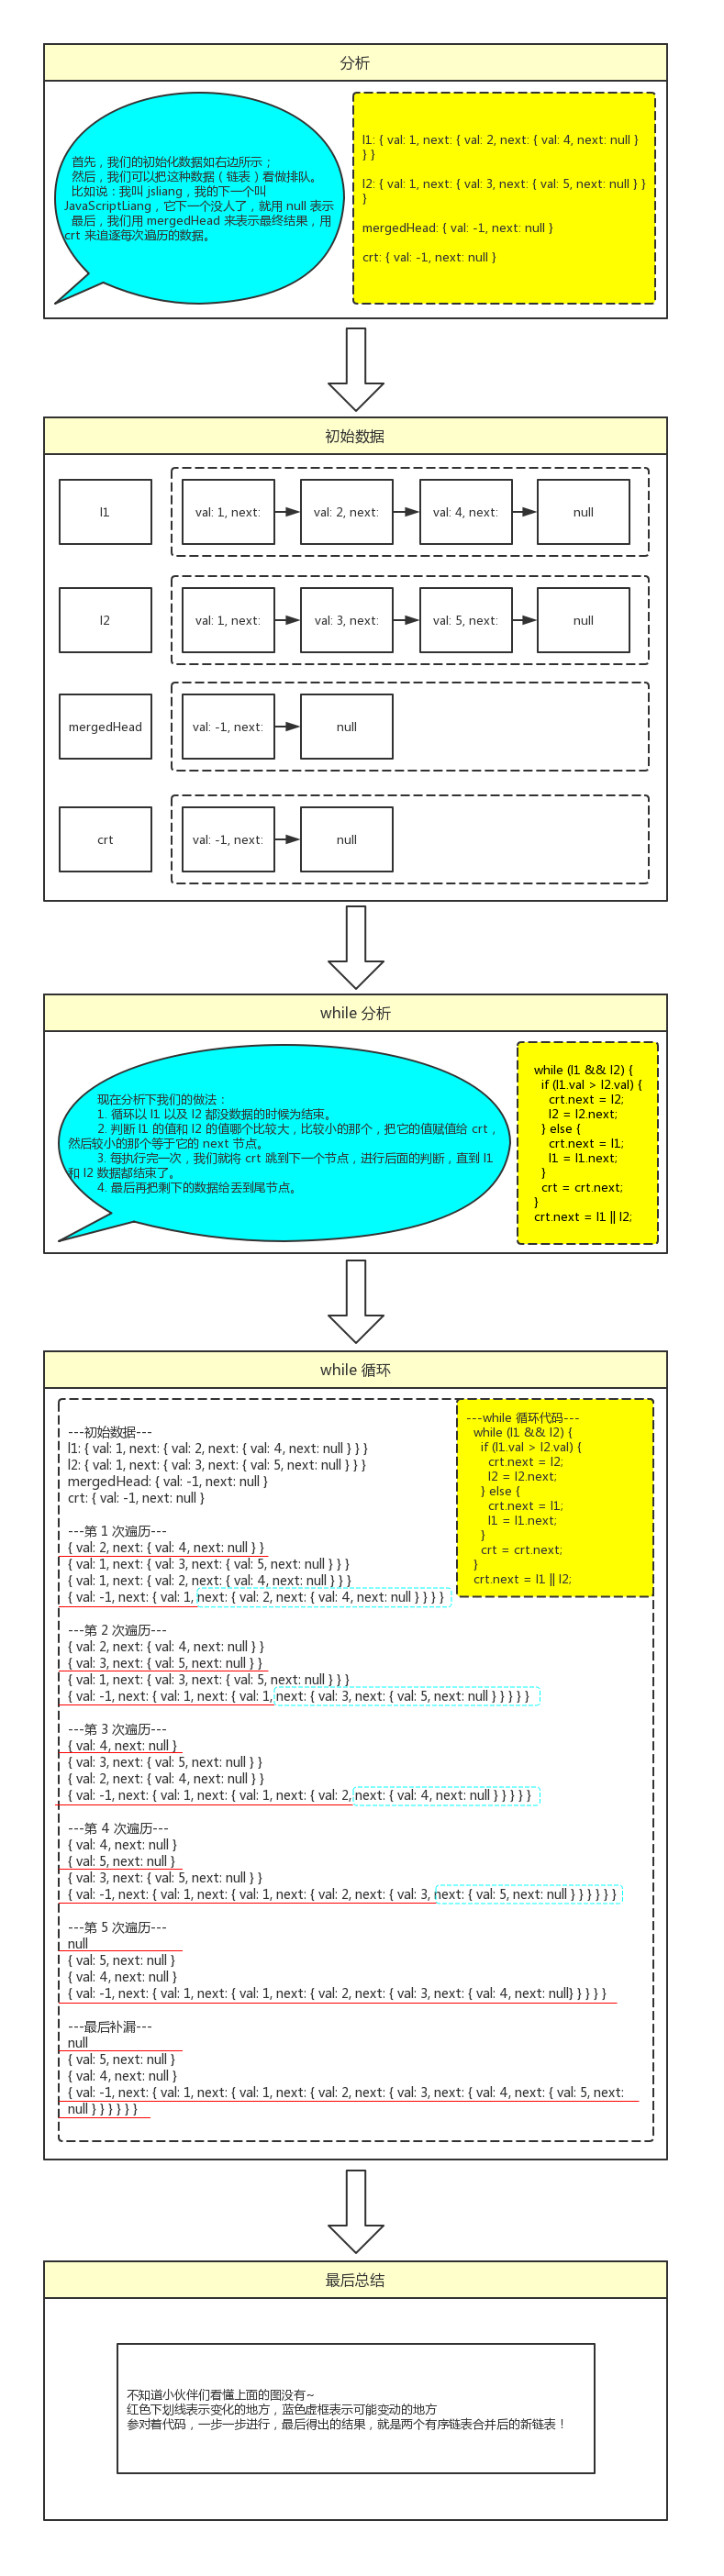 分析
首先，我们的初始化数据如右边所示；
然后，我们可以把这种数据（链表）看做排队。
比如说：我叫 jsliang，我的下一个叫
JavaScriptLiang，它下一个没人了，就用 null 表示
最后，我们用 mergedHead 来表示最终结果，用
crt 来追逐每次遍历的数据。
l1: { val: 1, next: { val: 2, next: { val: 4, next: null }
} }
l2: { val: 1, next: { val: 3, next: { val: 5, next: null } }
}
mergedHead: { val: -1, next: null }
crt: { val: -1, next: null }
初始数据
l1
val: 1, next:
val: 2, next:
val: 4, next:
null
l2
val: 1, next:
val: 3, next:
val: 5, next:
null
mergedHead
val: -1, next:
null
crt
val: -1, next:
null
while 分析
现在分析下我们的做法：
1. 循环以 l1 以及 l2 都没数据的时候为结束。
2. 判断 l1 的值和 l2 的值哪个比较大，比较小的那个，把它的值赋值给 crt，
然后较小的那个等于它的 next 节点。
3. 每执行完一次，我们就将 crt 跳到下一个节点，进行后面的判断，直到 l1
和 l2 数据都结束了。
4. 最后再把剩下的数据给丢到尾节点。
while (l1 && l2) {
if (l1.val > l2.val) {
crt.next = l2;
l2 = l2.next;
} else {
crt.next = l1;
l1 = l1.next;
}
crt = crt.next;
}
crt.next = l1 || l2;
while 循环
---初始数据---
l1: { val: 1, next: { val: 2, next: { val: 4, next: null } } }
l2: { val: 1, next: { val: 3, next: { val: 5, next: null } } }
mergedHead: { val: -1, next: null }
crt: { val: -1, next: null }
---while 循环代码---
while (l1 && l2) {
if (l1.val > l2.val) {
crt.next = l2;
l2 = l2.next;
} else {
crt.next = l1;
l1 = l1.next;
}
crt = crt.next;
}
crt.next = l1 || l2;
---第 1 次遍历---
{ val: 2, next: { val: 4, next: null } }
{ val: 1, next: { val: 3, next: { val: 5, next: null } } }
{ val: 1, next: { val: 2, next: { val: 4, next: null } } }
{ val: -1, next: { val: 1, next: { val: 2, next: { val: 4, next: null } } } }
---第 2 次遍历---
{ val: 2, next: { val: 4, next: null } }
{ val: 3, next: { val: 5, next: null } }
{ val: 1, next: { val: 3, next: { val: 5, next: null } } }
{ val: -1, next: { val: 1, next: { val: 1, next: { val: 3, next: { val: 5, next: null } } } } }
---第 3 次遍历---
{ val: 4, next: null }
{ val: 3, next: { val: 5, next: null } }
{ val: 2, next: { val: 4, next: null } }
{ val: -1, next: { val: 1, next: { val: 1, next: { val: 2, next: { val: 4, next: null } } } } }
---第 4 次遍历---
{ val: 4, next: null }
{ val: 5, next: null }
{ val: 3, next: { val: 5, next: null } }
{ val: -1, next: { val: 1, next: { val: 1, next: { val: 2, next: { val: 3, next: { val: 5, next: null } } } } } }
---第 5 次遍历---
null
{ val: 5, next: null }
{ val: 4, next: null }
{ val: -1, next: { val: 1, next: { val: 1, next: { val: 2, next: { val: 3, next: { val: 4, next: null} } } } }
---最后补漏---
null
{ val: 5, next: null }
{ val: 4, next: null }
{ val: -1, next: { val: 1, next: { val: 1, next: { val: 2, next: { val: 3, next: { val: 4, next: { val: 5, next:
null } } } } } }
最后总结
不知道小伙伴们看懂上面的图没有~
红色下划线表示变化的地方，蓝色虚框表示可能变动的地方
参对着代码，一步一步进行，最后得出的结果，就是两个有序链表合并后的新链表！